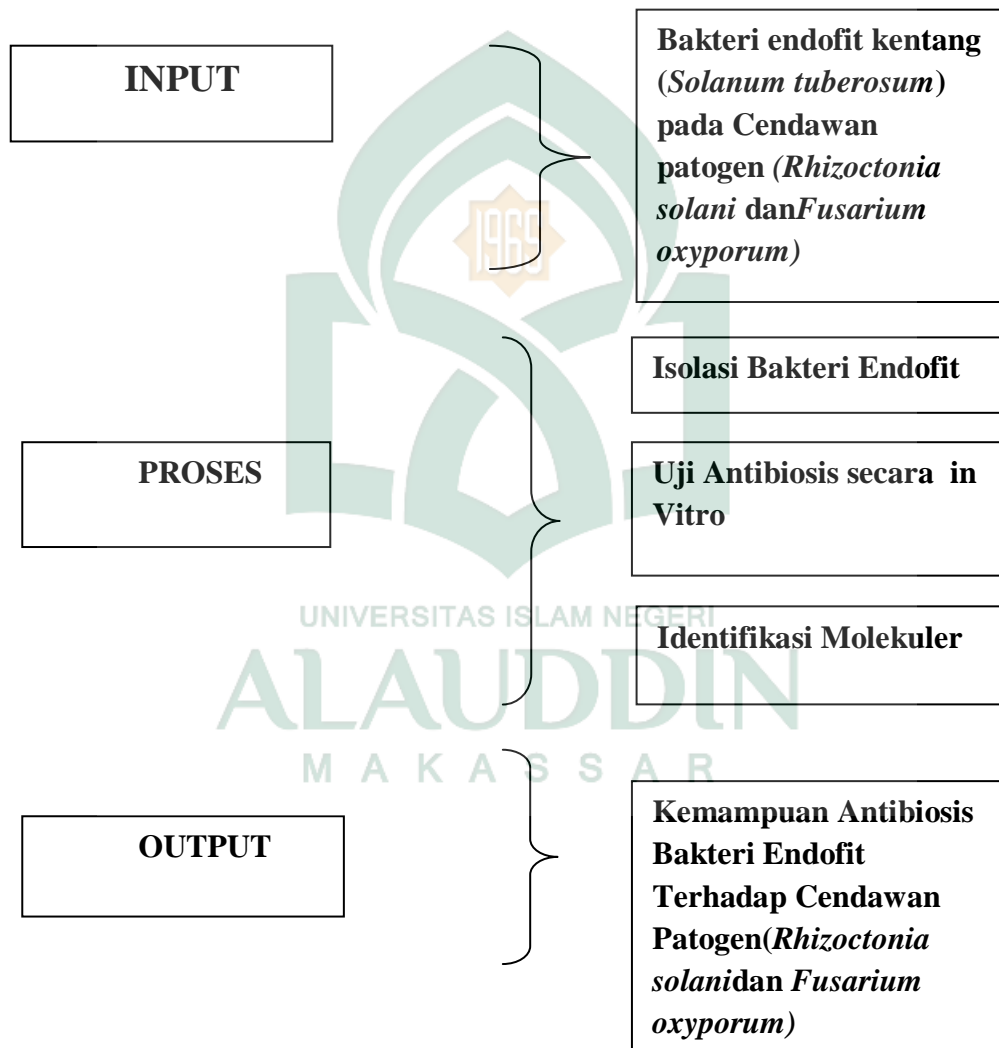 INPUT
Bakteri endofit kentang
(Solanum tuberosum)
pada Cendawan
patogen (Rhizoctonia
solani danFusarium
oxyporum)
1965
PROSES
Isolasi Bakteri Endofit
Uji Antibiosis secara in
Vitro
Identifikasi Molekuler
UNIVERSITAS ISLAM NEGERI
ALAUDDIN
MAKASSAR
OUTPUT
Kemampuan Antibiosis
Bakteri Endofit
Terhadap Cendawan
Patogen(Rhizoctonia
solanidan Fusarium
oxyporum)